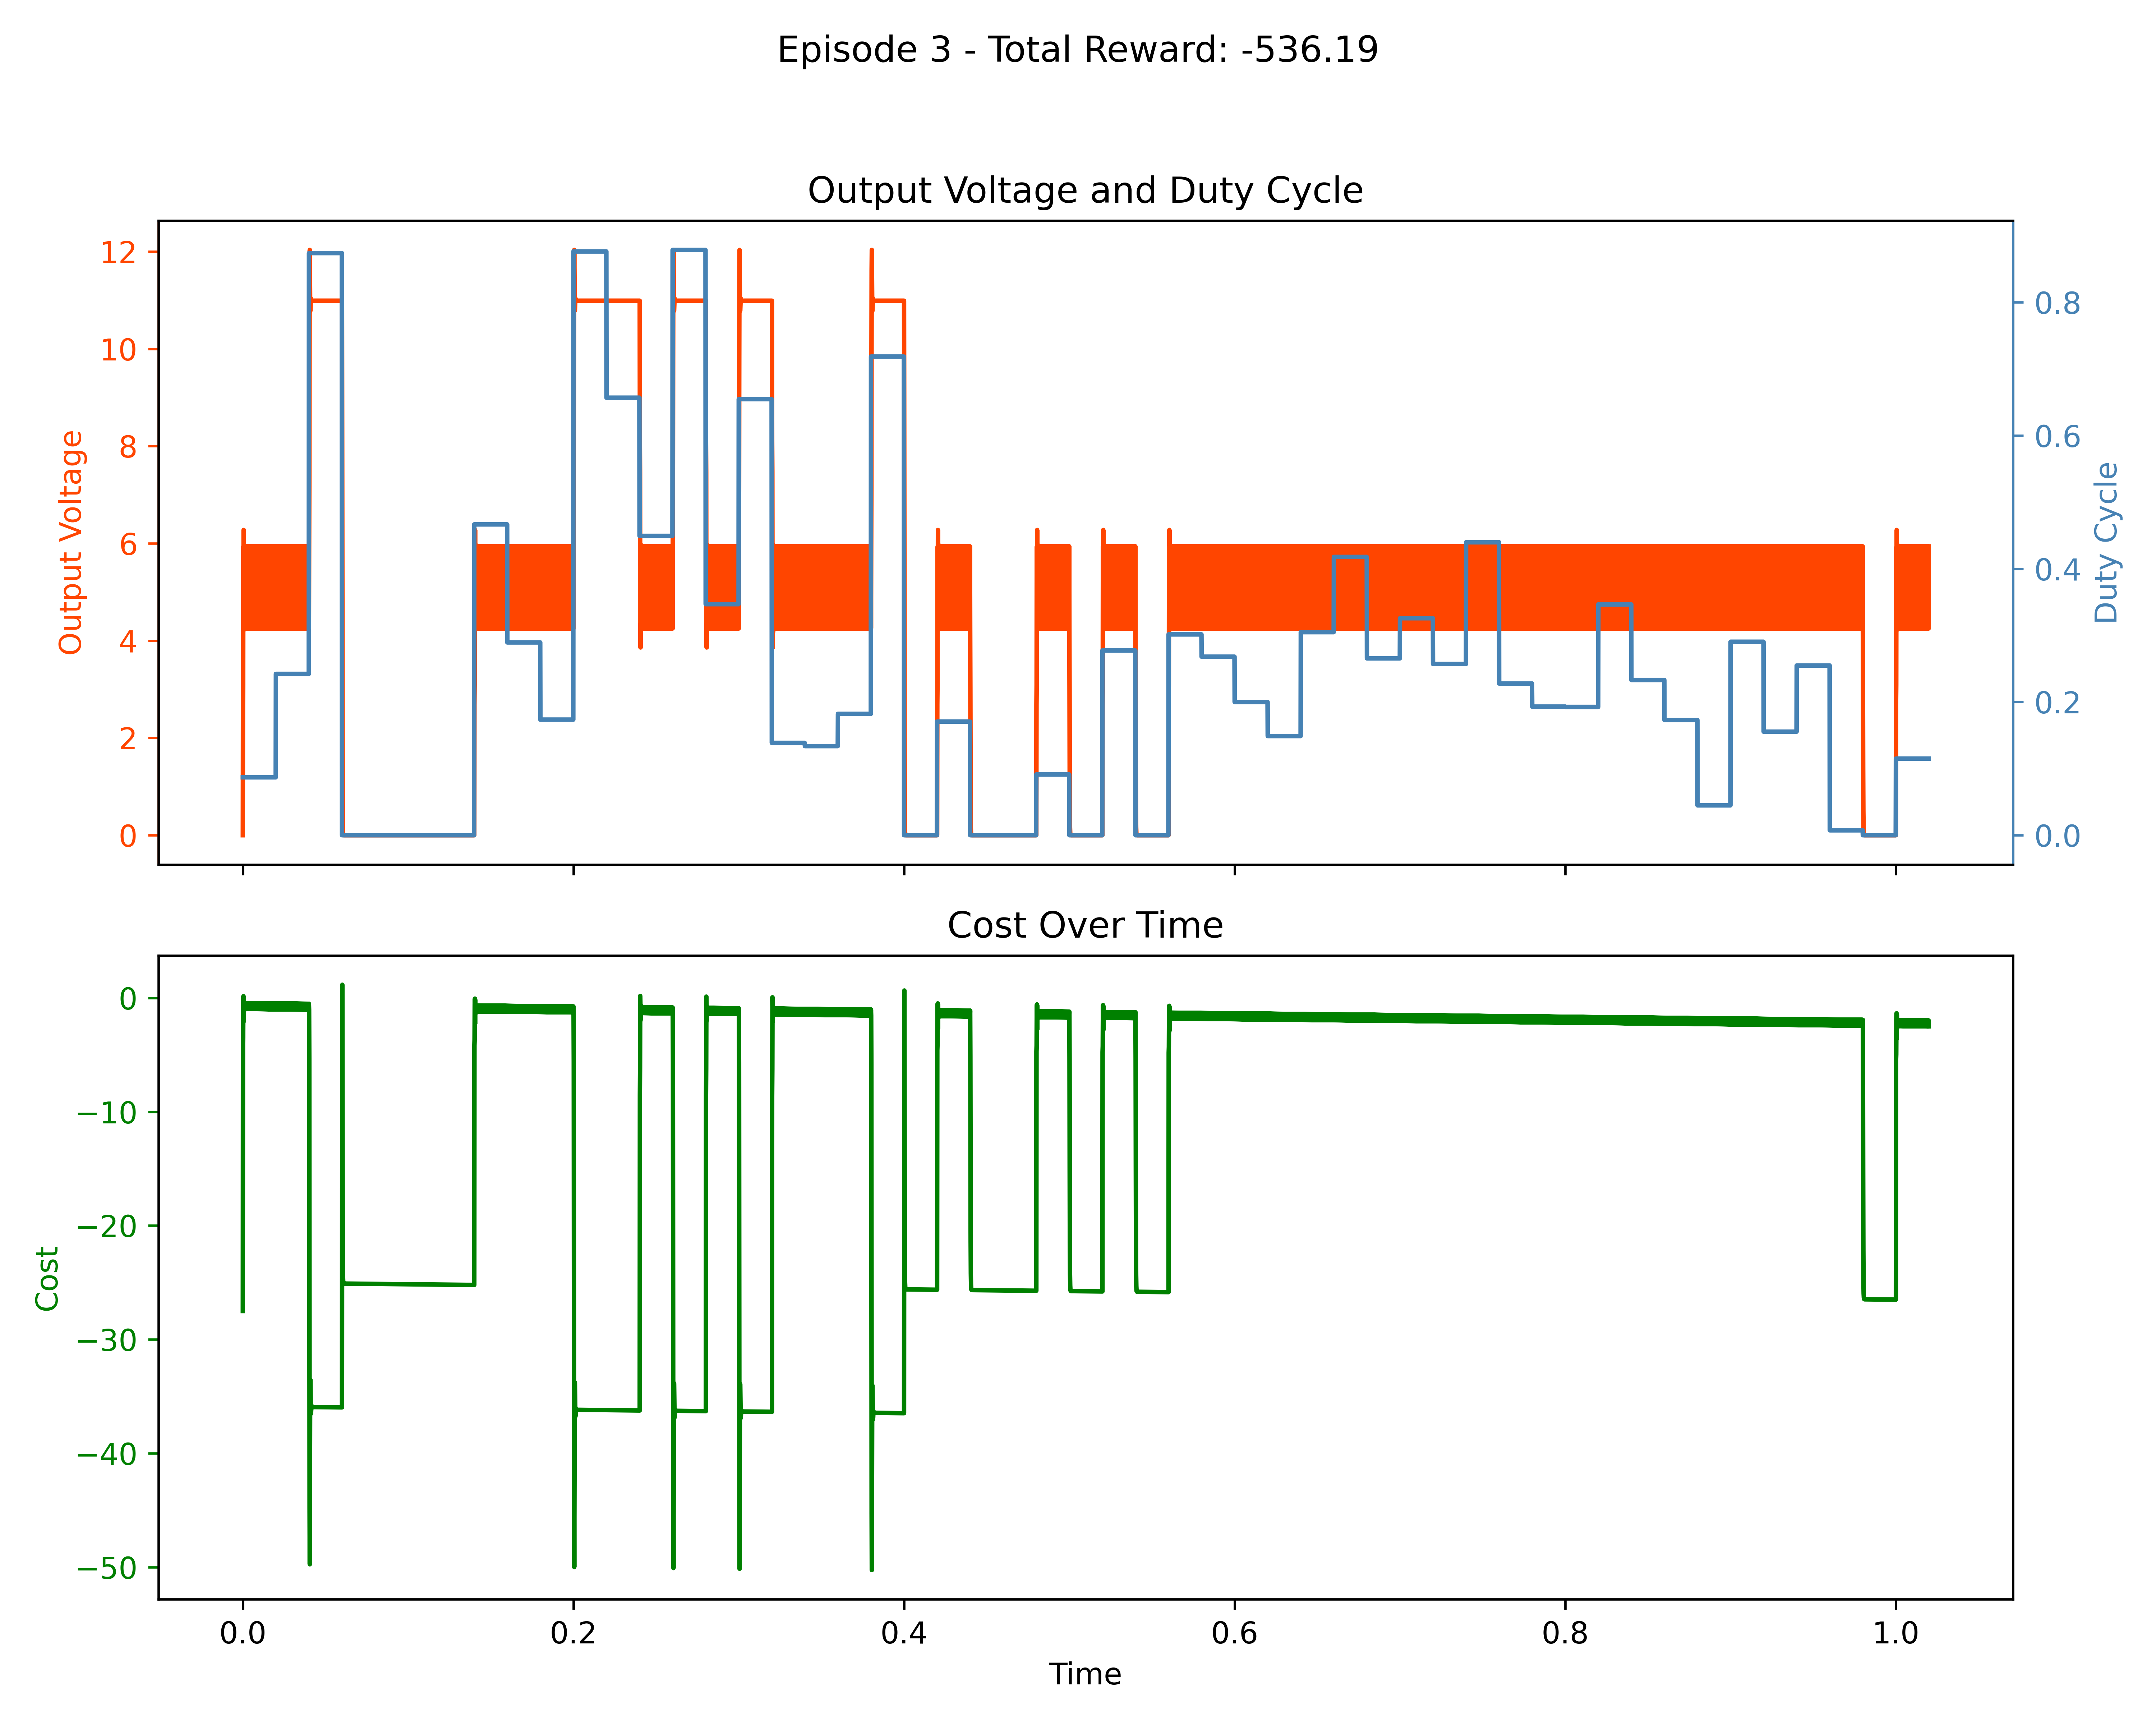 Episode 3 - Total Reward: -536.19
Output Voltage and Duty Cycle
Output Voltage
12
10
8
6
4
2
0
0.8
0.6
0.4
0.2
0.0
Duty Cycle
Cost Over Time
Cost
0
−10
−20
−30
−40
−50
0.0 0.2 0.4 0.6 0.8 1.0
Time